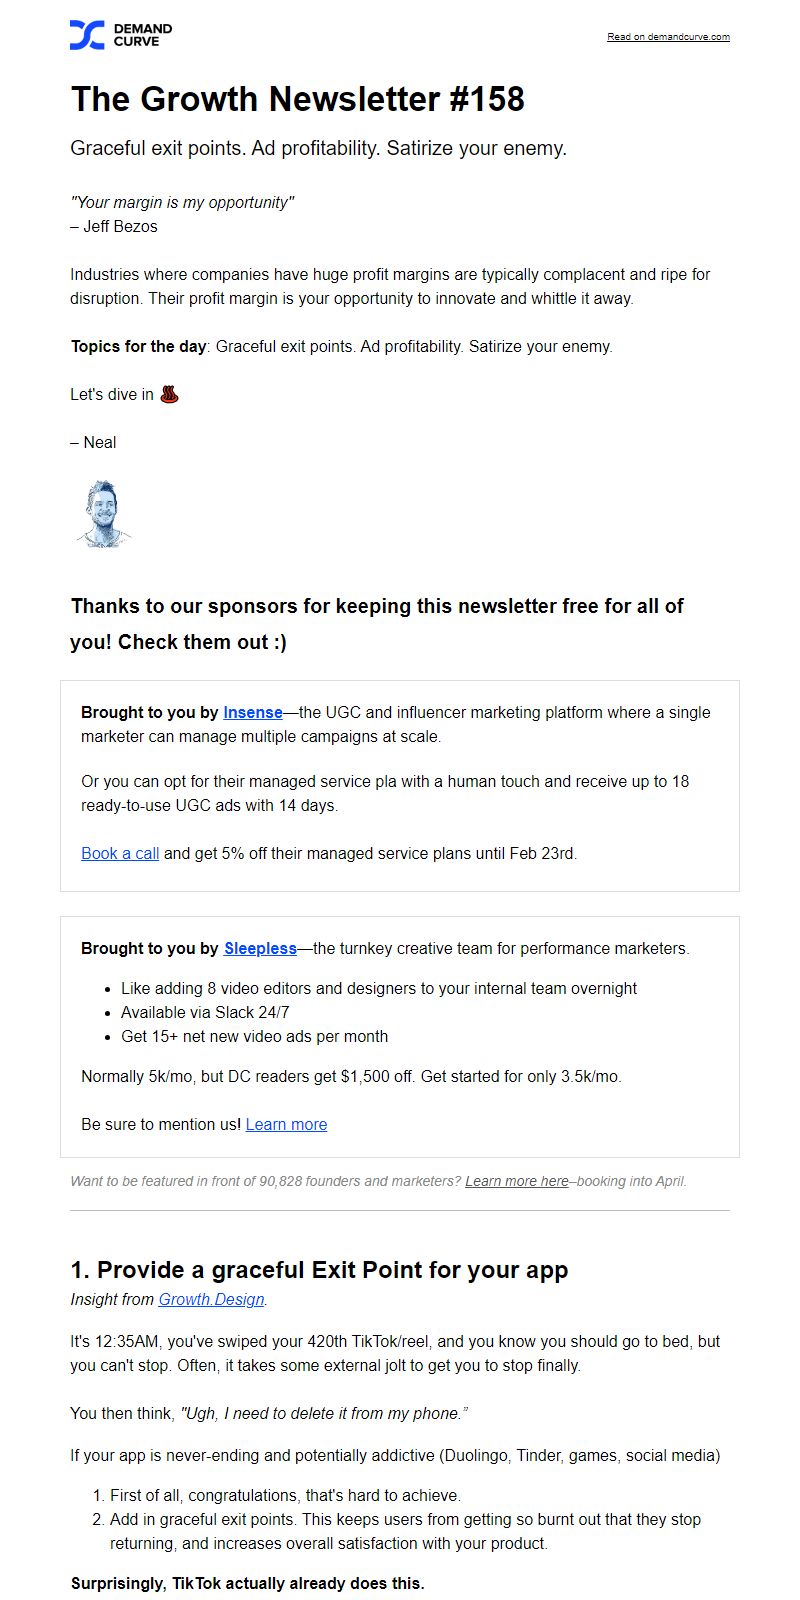 DEMAND
CURVE
Read on demandcurve.com
The Growth Newsletter #158
Graceful exit points. Ad profitability. Satirize your enemy.
"Your margin is my opportunity"
– Jeff Bezos
Industries where companies have huge profit margins are typically complacent and ripe for
disruption. Their profit margin is your opportunity to innovate and whittle it away.
Topics for the day: Graceful exit points. Ad profitability. Satirize your enemy.
Let's dive in ♨️
– Neal
Thanks to our sponsors for keeping this newsletter free for all of
you! Check them out :)
Brought to you by Insense—the UGC and influencer marketing platform where a single
marketer can manage multiple campaigns at scale.
Or you can opt for their managed service pla with a human touch and receive up to 18
ready-to-use UGC ads with 14 days.
Book a call and get 5% off their managed service plans until Feb 23rd.
Brought to you by Sleepless—the turnkey creative team for performance marketers.
• Like adding 8 video editors and designers to your internal team overnight
• Available via Slack 24/7
• Get 15+ net new video ads per month
Normally 5k/mo, but DC readers get $1,500 off. Get started for only 3.5k/mo.
Be sure to mention us! Learn more
Want to be featured in front of 90,828 founders and marketers? Learn more here–booking into April.
1. Provide a graceful Exit Point for your app
Insight from Growth.Design.
It's 12:35AM, you've swiped your 420th TikTok/reel, and you know you should go to bed, but
you can't stop. Often, it takes some external jolt to get you to stop finally.
You then think, "Ugh, I need to delete it from my phone.”
If your app is never-ending and potentially addictive (Duolingo, Tinder, games, social media)
1. First of all, congratulations, that's hard to achieve.
2. Add in graceful exit points. This keeps users from getting so burnt out that they stop
returning, and increases overall satisfaction with your product.
Surprisingly, TikTok actually already does this.